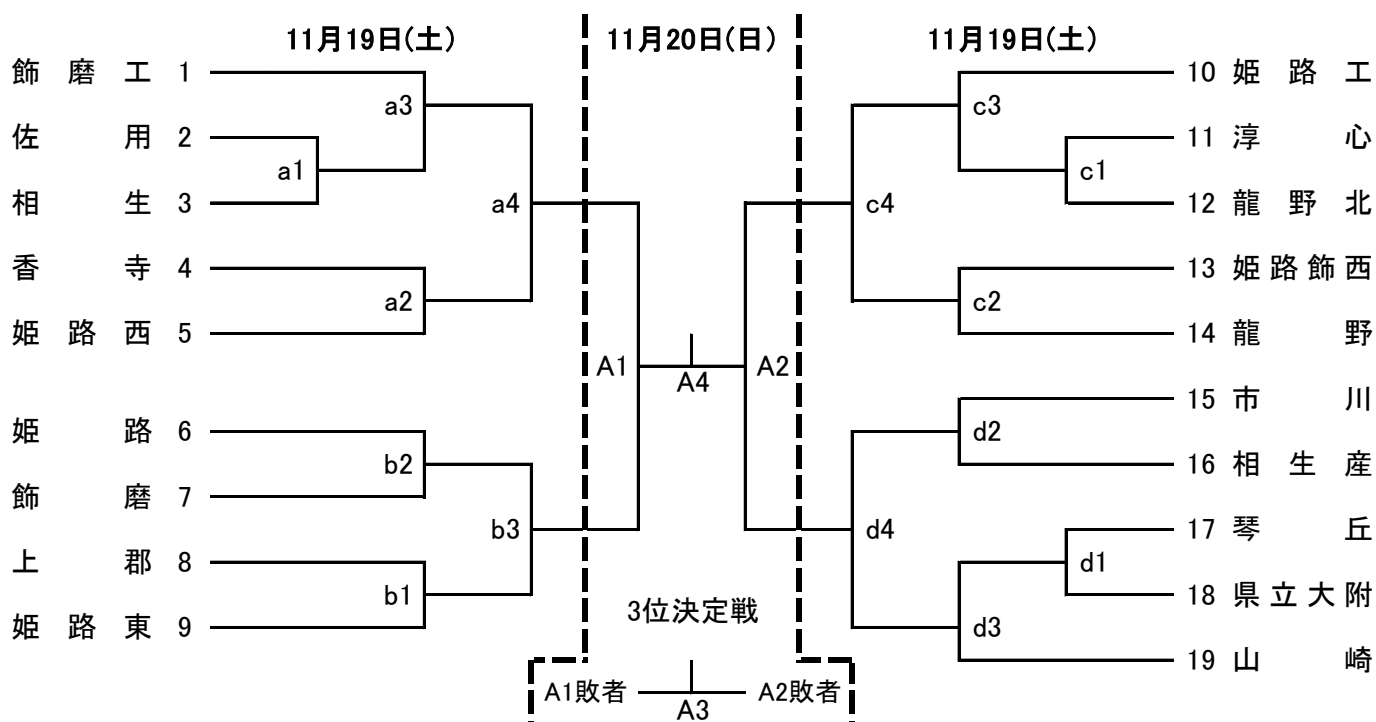 11月19日(土) 11月20日(日) 11月19日(土)
飾磨工 1
佐用 2
相生 3
香寺 4
姫路西 5
姫路 6
飾磨 7
上郡 8
姫路東 9
a3
a1
a4
a2
b2
b3
b1
A1
A4
A2
3位決定戦
A1敗者 A2敗者
A3
c3
c1
c4
c2
d2
d4
d1
d3
10 姫路工
11 淳心
12 龍野北
13 姫路飾西
14 龍野
15 市川
16 相生産
17 琴丘
18 県立大附
19 山崎